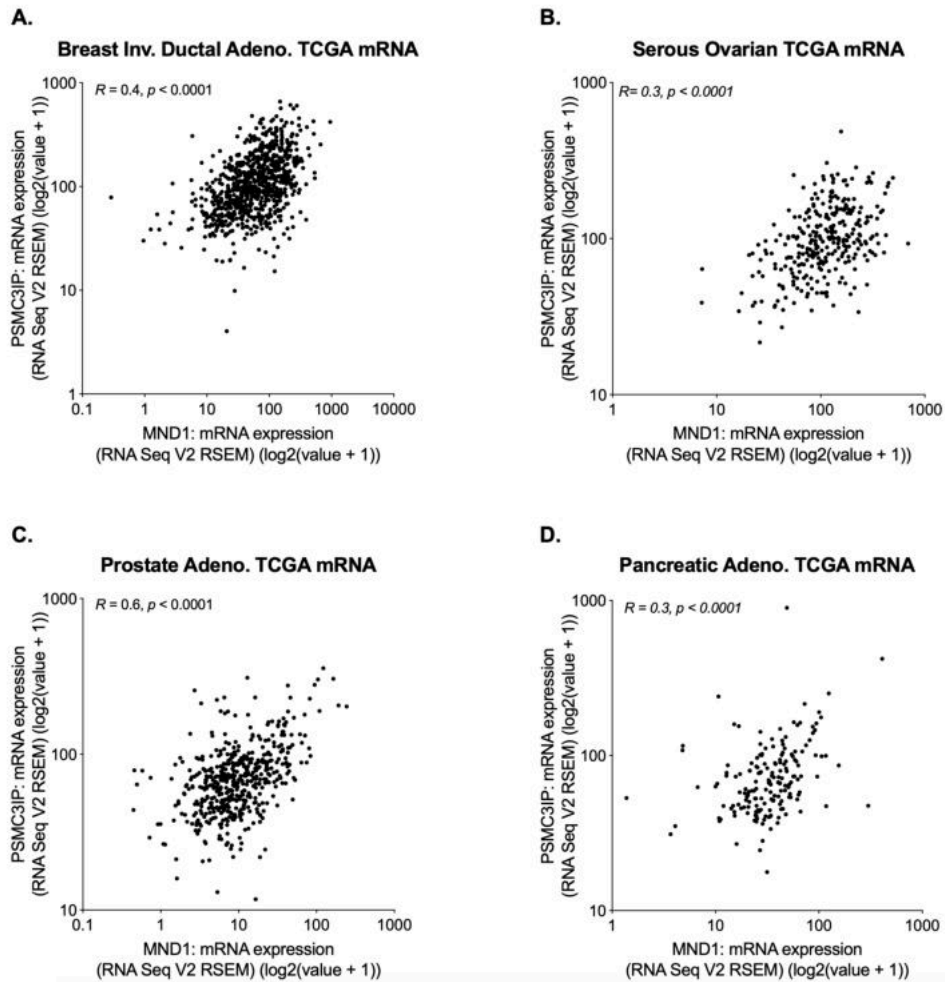 A.
Breast Inv. Ductal Adeno. TCGA mRNA
R = 0.4, p < 0.0001
PSMC3IP: mRNA expression
(RNA Seq V2 RSEM) (log2(value + 1))
1000
100
10
1
0.1
1
10
100
1000
10000
MND1: mRNA expression
(RNA Seq V2 RSEM) (log2(value + 1))
B.
Serous Ovarian TCGA mRNA
R= 0.3, p < 0.0001
PSMC3IP: mRNA expression
(RNA Seq V2 RSEM) (log2(value + 1))
1000
100
10
1
10
100
1000
MND1: mRNA expression
(RNA Seq V2 RSEM) (log2(value + 1))
C.
Prostate Adeno. TCGA mRNA
R = 0.6, p < 0.0001
PSMC3IP: mRNA expression
(RNA Seq V2 RSEM) (log2(value + 1))
1000
100
10
0.1
1
10
100
1000
MND1: mRNA expression
(RNA Seq V2 RSEM) (log2(value + 1))
D.
Pancreatic Adeno. TCGA mRNA
R = 0.3, p < 0.0001
PSMC3IP: mRNA expression
(RNA Seq V2 RSEM) (log2(value + 1))
1000
100
10
1
10
100
1000
MND1: mRNA expression
(RNA Seq V2 RSEM) (log2(value + 1))